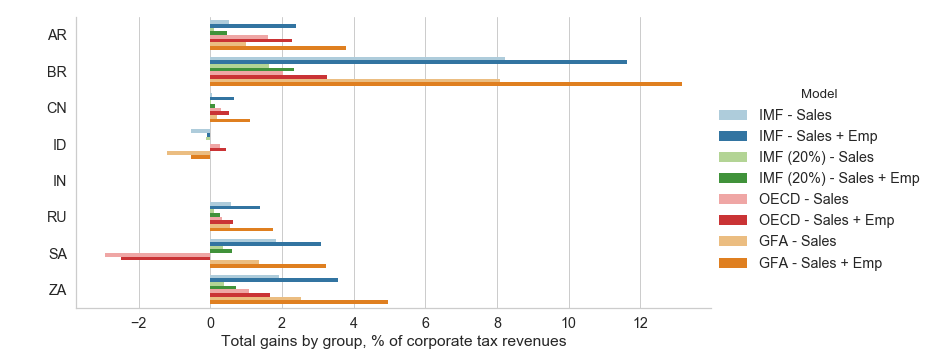 AR
BR
CN
ID
IN
RU
SA
ZA
−2 0 2 4 6 8 10 12
Total gains by group, % of corporate tax revenues
Model
IMF - Sales
IMF - Sales + Emp
IMF (20%) - Sales
IMF (20%) - Sales + Emp
OECD - Sales
OECD - Sales + Emp
GFA - Sales
GFA - Sales + Emp